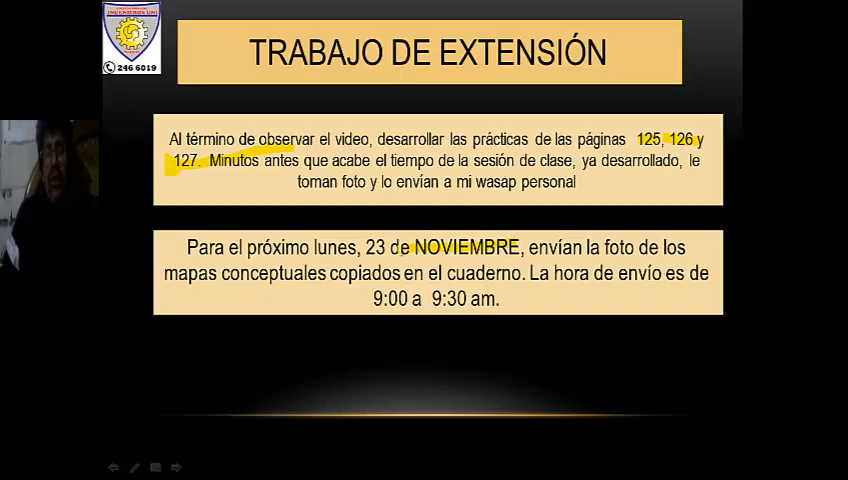 INGENIEROS UNI
246 6019
TRABAJO DE EXTENSIÓN
Al término de observar el video, desarrollar las prácticas de las páginas 125, 126 y
127. Minutos antes que acabe el tiempo de la sesión de clase, ya desarrollado, le
toman foto y lo envían a mi wasap personal
Para el próximo lunes, 23 de NOVIEMBRE, envían la foto de los
mapas conceptuales copiados en el cuaderno. La hora de envío es de
9:00 a 9:30 am.